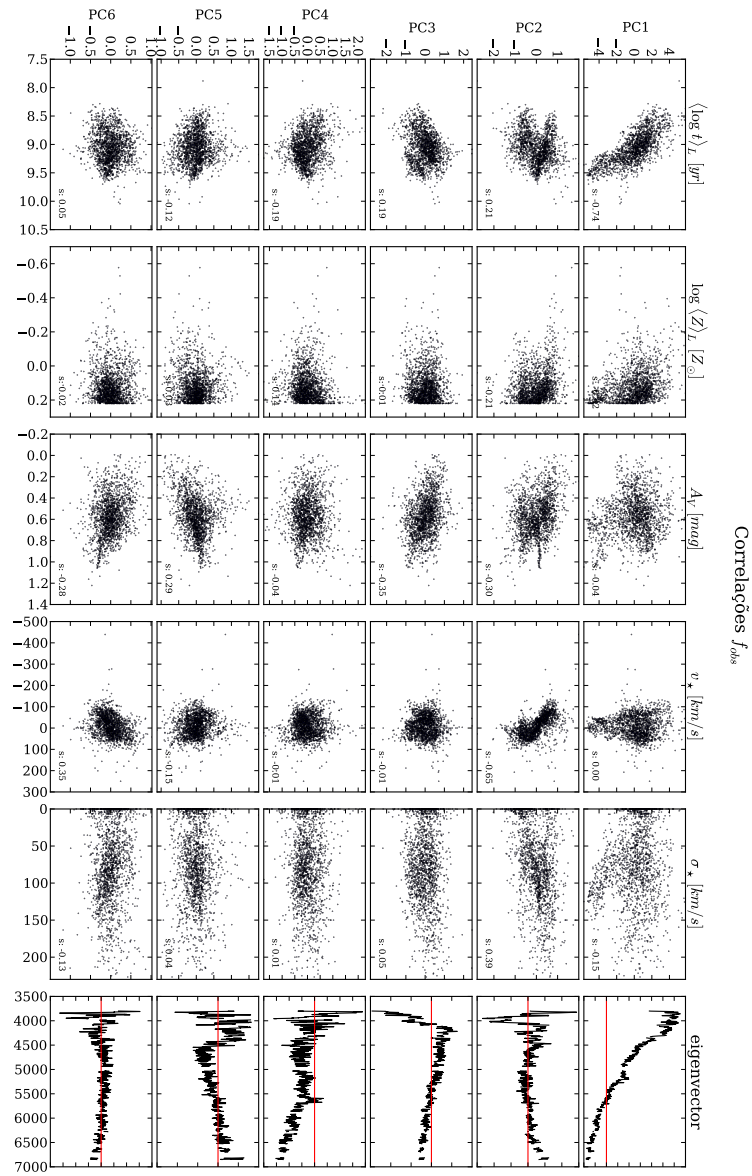 Correlações f_obs
⟨log t⟩_L [yr]
log ⟨Z⟩_L [Z_⊙]
A_V [mag]
v_⋆ [km/s]
σ_⋆ [km/s]
eigenvector
PC1
4 2 0 −2 −4
s: -0.74
s: -0.04
s: 0.00
s: -0.15
PC2
1 0 −1 −2
s: 0.21
s: -0.21
s: -0.30
s: -0.65
s: 0.39
PC3
2 1 0 −1 −2
s: 0.19
s: -0.35
s: -0.01
s: 0.05
PC4
2.0 1.5 1.0 0.5 0.0 −0.5 −1.0
s: -0.19
s: -0.04
s: -0.01
s: 0.01
PC5
1.5 1.0 0.5 0.0 −0.5 −1.0
s: -0.12
s: 0.29
s: -0.15
s: 0.04
PC6
1.0 0.5 0.0 −0.5 −1.0
s: 0.05
s: -0.28
s: 0.35
s: -0.13
7.5 8.0 8.5 9.0 9.5 10.0 10.5
−0.6 −0.4 −0.2 0.0 0.2
−0.2 0.0 0.2 0.4 0.6 0.8 1.0 1.2 1.4
−500 −400 −300 −200 −100 0 100 200 300
0 50 100 150 200
3500 4000 4500 5000 5500 6000 6500 7000